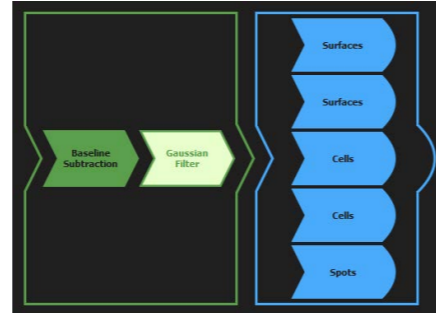 Baseline
Subtraction
Gaussian
Filter
Surfaces
Surfaces
Cells
Cells
Spots